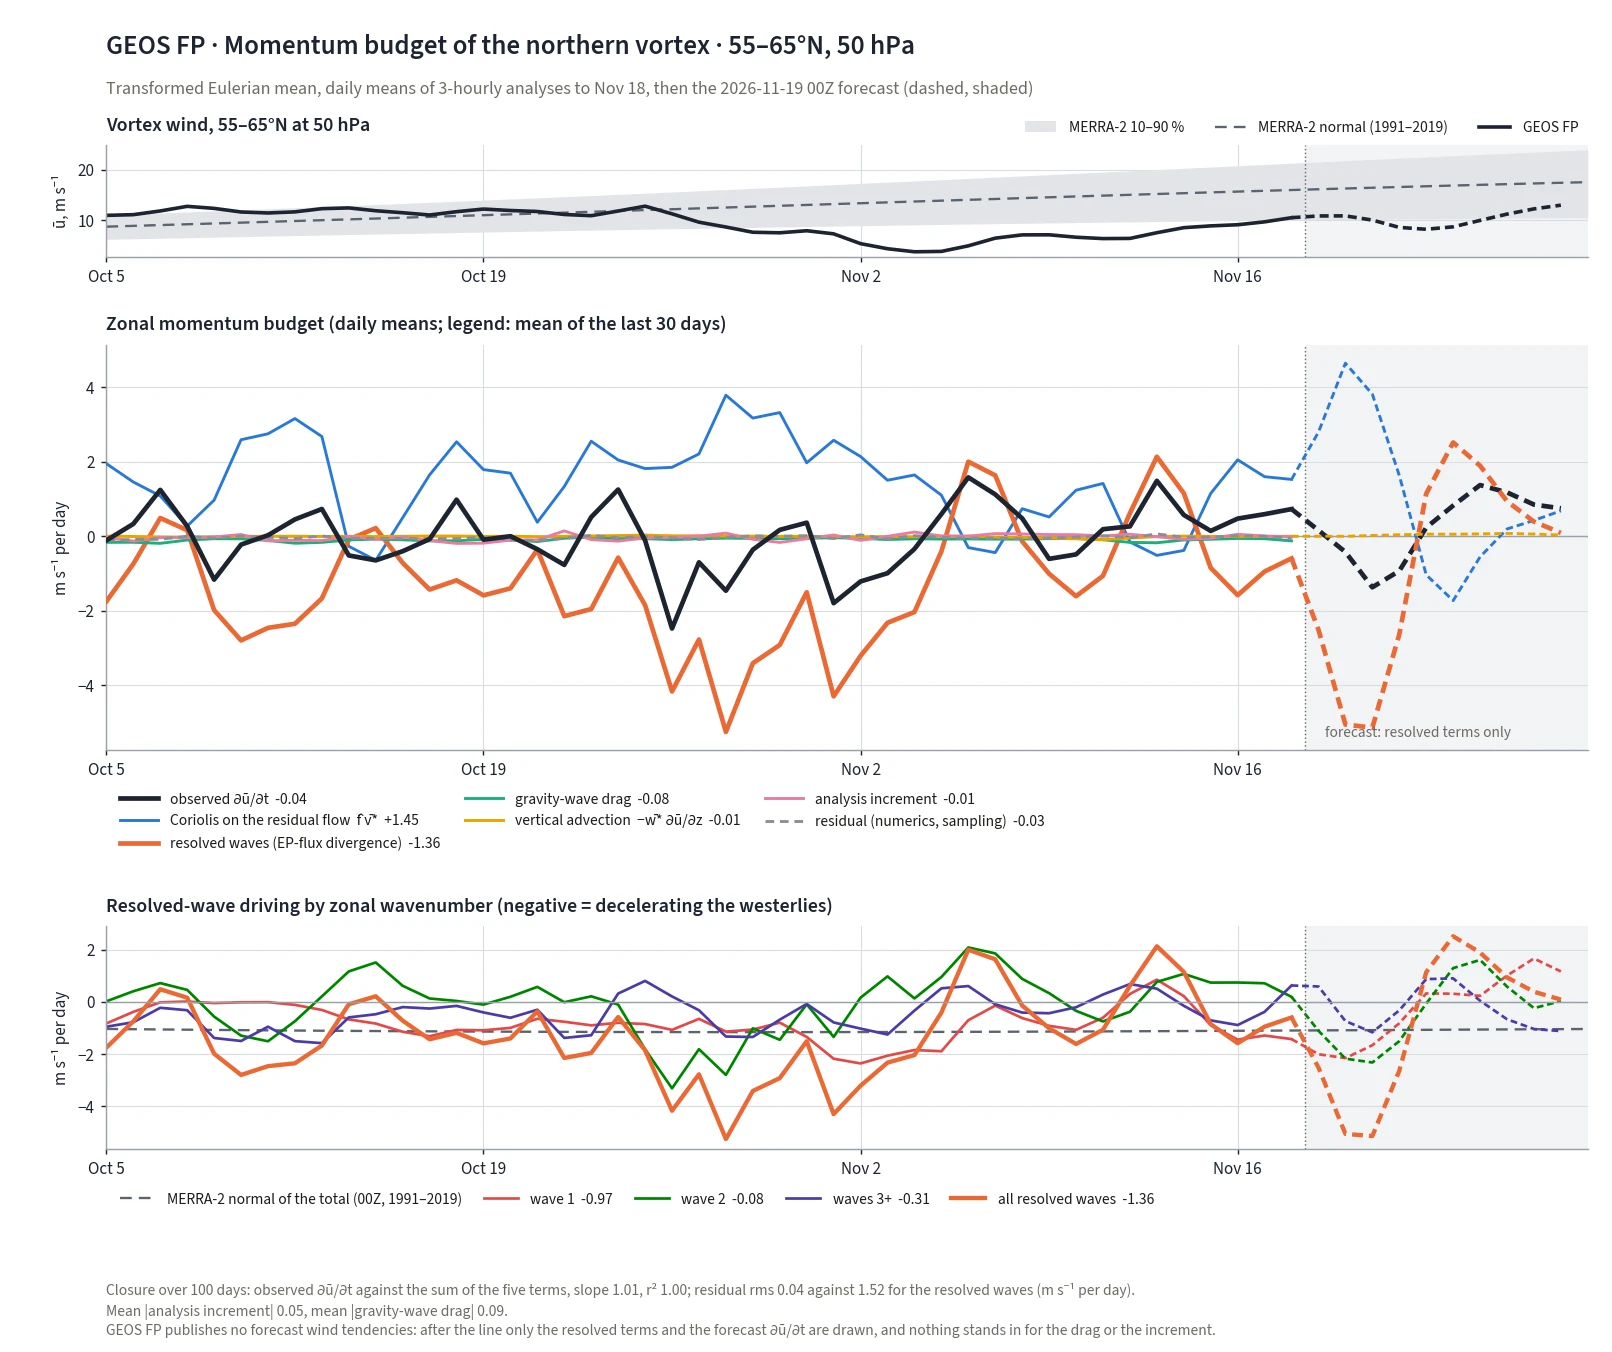 GEOS FP · Momentum budget of the northern vortex · 55–65°N, 50 hPa
Transformed Eulerian mean, daily means of 3-hourly analyses to Nov 18, then the 2026-11-19 00Z forecast (dashed, shaded)
Vortex wind, 55–65°N at 50 hPa
MERRA-2 10–90 %
MERRA-2 normal (1991–2019)
GEOS FP
ū, m s⁻¹
20
10
Oct 5
Oct 19
Nov 2
Nov 16
Zonal momentum budget (daily means; legend: mean of the last 30 days)
m s⁻¹ per day
4
2
0
−2
−4
forecast: resolved terms only
Oct 5
Oct 19
Nov 2
Nov 16
observed ∂ū/∂t -0.04
gravity-wave drag -0.08
analysis increment -0.01
Coriolis on the residual flow f v̄* +1.45
vertical advection −w̄* ∂ū/∂z -0.01
residual (numerics, sampling) -0.03
resolved waves (EP-flux divergence) -1.36
Resolved-wave driving by zonal wavenumber (negative = decelerating the westerlies)
m s⁻¹ per day
2
0
−2
−4
Oct 5
Oct 19
Nov 2
Nov 16
MERRA-2 normal of the total (00Z, 1991–2019)
wave 1 -0.97
wave 2 -0.08
waves 3+ -0.31
all resolved waves -1.36
Closure over 100 days: observed ∂ū/∂t against the sum of the five terms, slope 1.01, r² 1.00; residual rms 0.04 against 1.52 for the resolved waves (m s⁻¹ per day).
Mean |analysis increment| 0.05, mean |gravity-wave drag| 0.09.
GEOS FP publishes no forecast wind tendencies: after the line only the resolved terms and the forecast ∂ū/∂t are drawn, and nothing stands in for the drag or the increment.